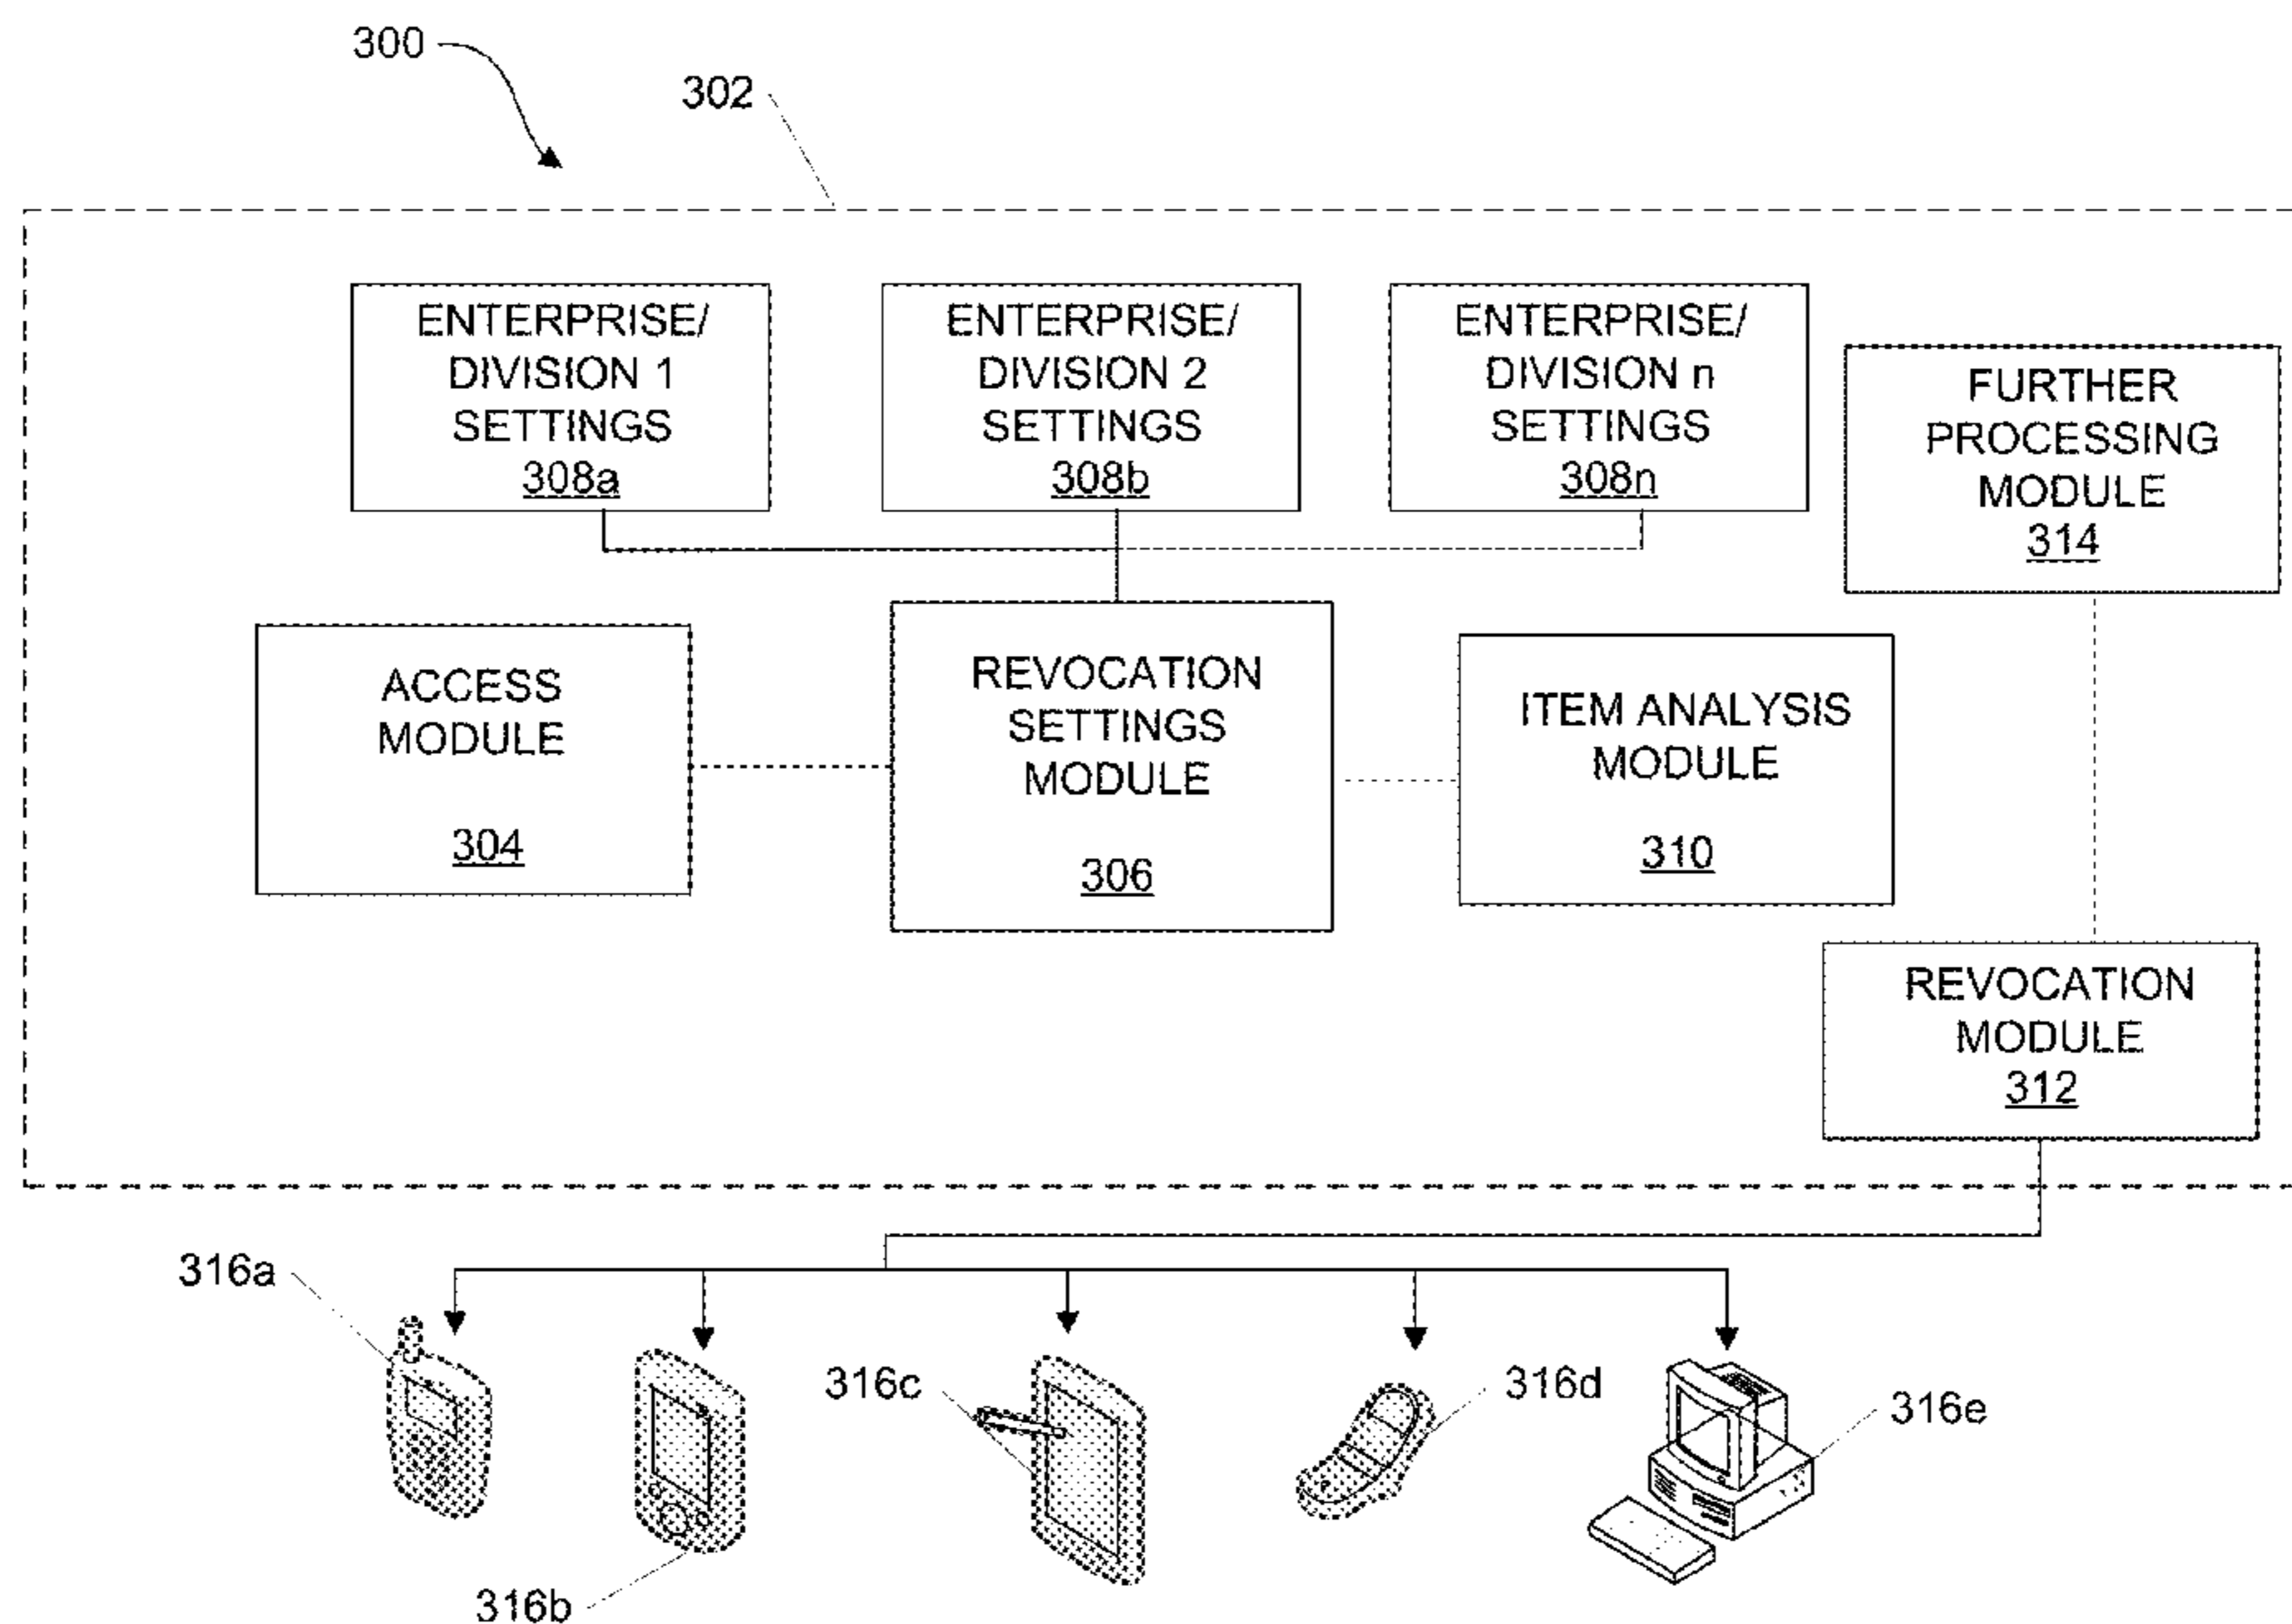 300
302
ENTERPRISE/
DIVISION 1
SETTINGS
308a
ENTERPRISE/
DIVISION 2
SETTINGS
308b
ENTERPRISE/
DIVISION n
SETTINGS
308n
FURTHER
PROCESSING
MODULE
314
ACCESS
MODULE
304
REVOCATION
SETTINGS
MODULE
306
ITEM ANALYSIS
MODULE
310
REVOCATION
MODULE
312
316a
316b
316c
316d
316e